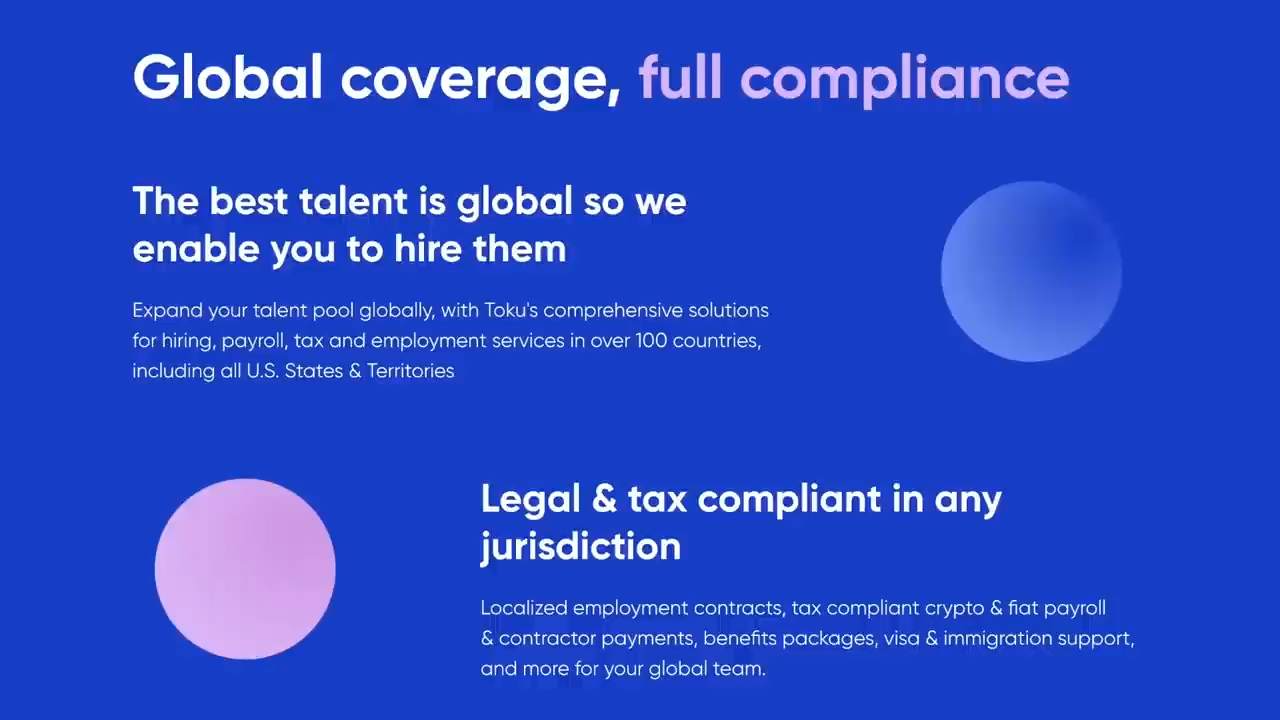 Global coverage, full compliance
The best talent is global so we
enable you to hire them
Expand your talent pool globally, with Toku's comprehensive solutions
for hiring, payroll, tax and employment services in over 100 countries,
including all U.S. States & Territories
Legal & tax compliant in any
jurisdiction
Localized employment contracts, tax compliant crypto & fiat payroll
& contractor payments, benefits packages, visa & immigration support,
and more for your global team.